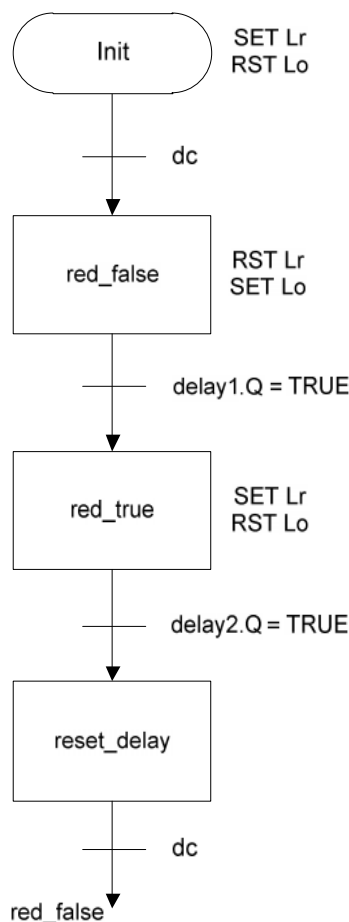 Init
SET Lr
RST Lo
dc
red_false
RST Lr
SET Lo
delay1.Q = TRUE
red_true
SET Lr
RST Lo
delay2.Q = TRUE
reset_delay
dc
red_false